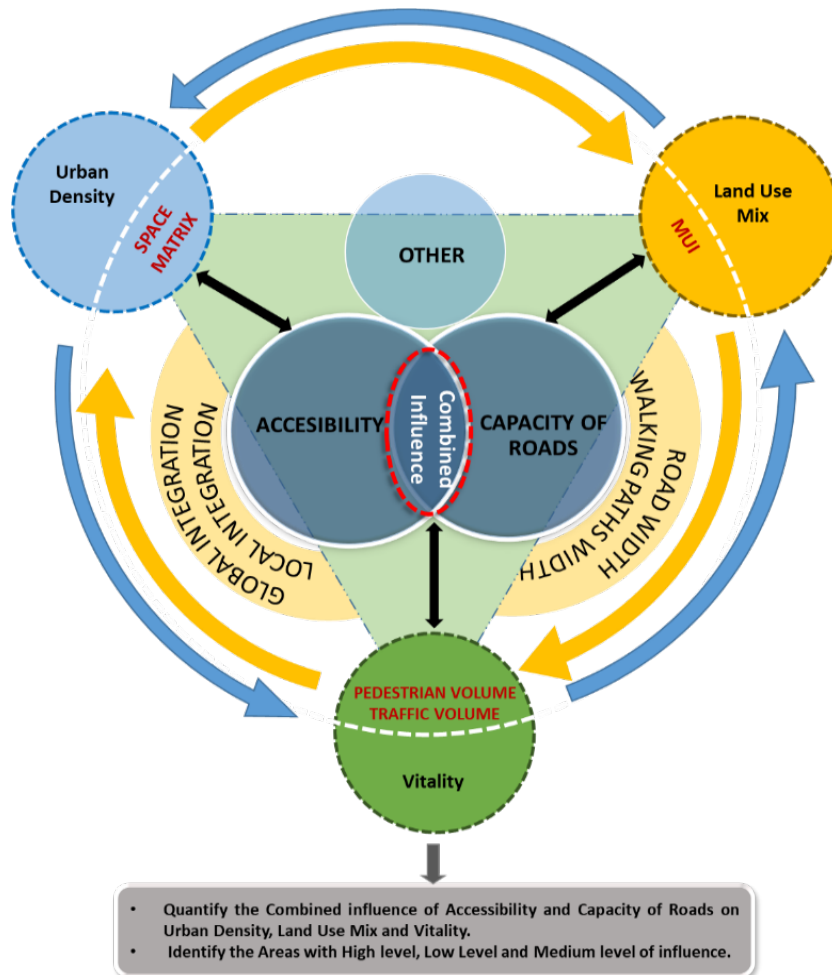 Urban
Density
SPACE
MATRIX
Land Use
Mix
MUI
OTHER
ACCESIBILITY
Combined
Influence
CAPACITY OF
ROADS
GLOBAL INTEGRATION
LOCAL INTEGRATION
WALKING PATHS WIDTH
ROAD WIDTH
PEDESTRIAN VOLUME
TRAFFIC VOLUME
Vitality
• Quantify the Combined influence of Accessibility and Capacity of Roads on
Urban Density, Land Use Mix and Vitality.
• Identify the Areas with High level, Low Level and Medium level of influence.